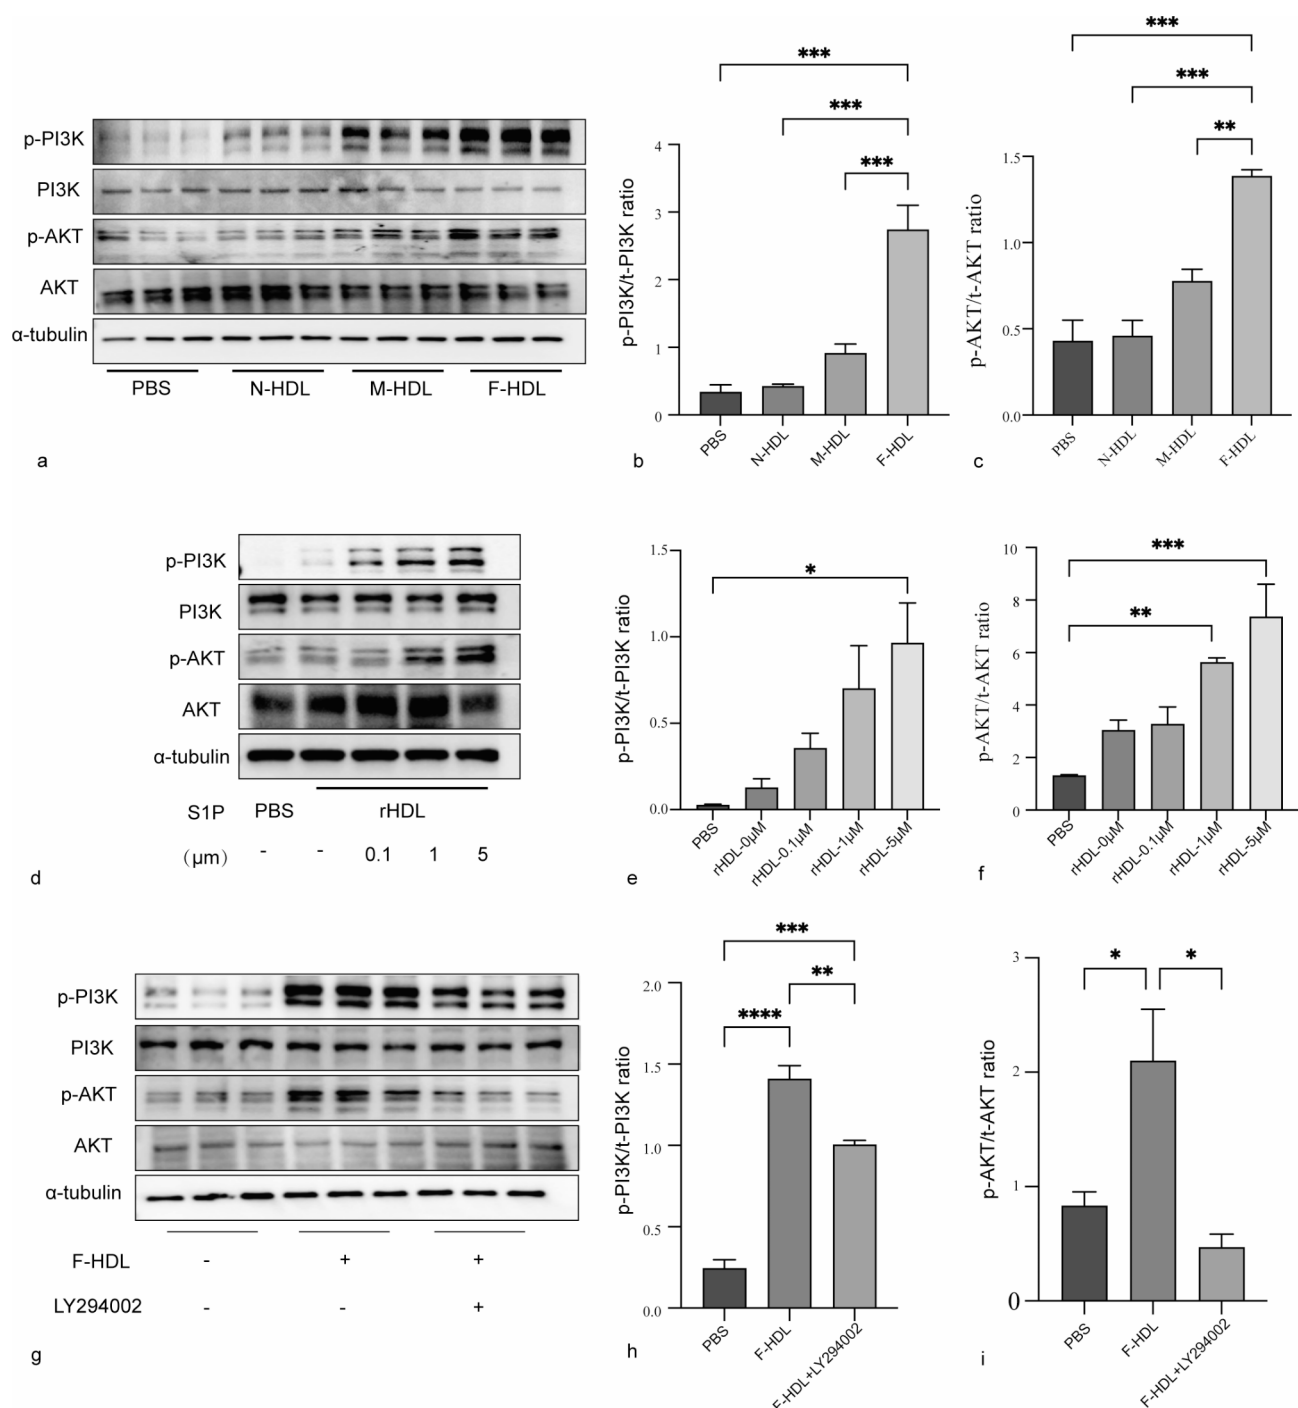 p-PI3K
PI3K
p-AKT
AKT
α-tubulin
PBS N-HDL M-HDL F-HDL
a
***
***
***
p-PI3K/t-PI3K ratio
4
3
2
1
0
PBS N-HDL M-HDL F-HDL
b
***
***
**
p-AKT/t-AKT ratio
1.5
1.0
0.5
0.0
PBS N-HDL M-HDL F-HDL
c
p-PI3K
PI3K
p-AKT
AKT
α-tubulin
S1P PBS rHDL
(μm) - - 0.1 1 5
d
*
p-PI3K/t-PI3K ratio
1.5
1.0
0.5
0.0
PBS rHDL-0μM rHDL-0.1μM rHDL-1μM rHDL-5μM
e
***
**
p-AKT/t-AKT ratio
10
8
6
4
2
0
PBS rHDL-0μM rHDL-0.1μM rHDL-1μM rHDL-5μM
f
p-PI3K
PI3K
p-AKT
AKT
α-tubulin
F-HDL - + +
LY294002 - - +
g
***
**
****
p-PI3K/t-PI3K ratio
2.0
1.5
1.0
0.5
0.0
PBS F-HDL F-HDL+LY294002
h
* *
p-AKT/t-AKT ratio
3
2
1
0
PBS F-HDL F-HDL+LY294002
i